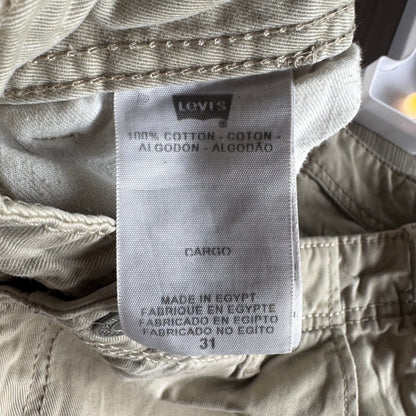 Levi's
®
100% COTTON - COTON -
ALGODON - ALGODÃO
CARGO
MADE IN EGYPT
FABRIQUE EN EGYPTE
FABRICADO EN EGIPTO
FABRICADO NO EGÍTO
31